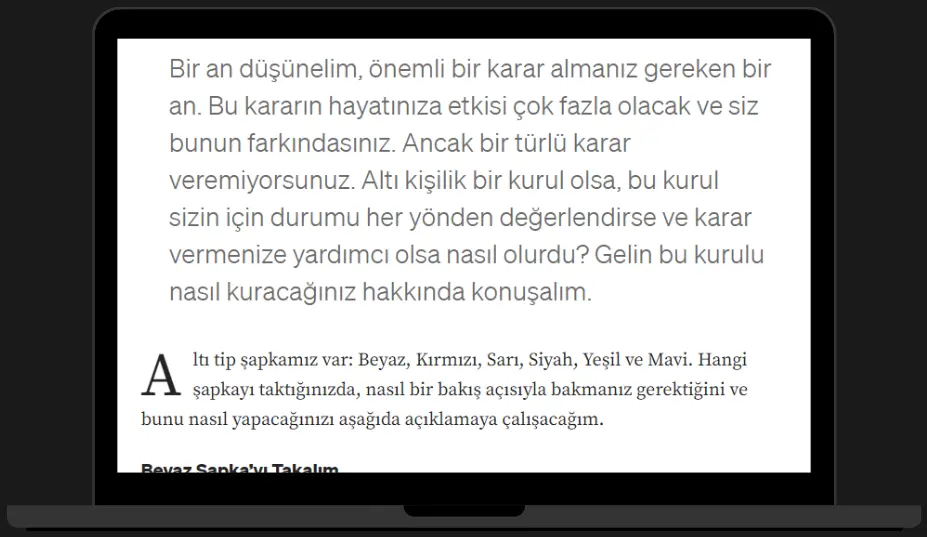 Bir an düşünelim, önemli bir karar almanız gereken bir
an. Bu kararın hayatınıza etkisi çok fazla olacak ve siz
bunun farkındasınız. Ancak bir türlü karar
veremiyorsunuz. Altı kişilik bir kurul olsa, bu kurul
sizin için durumu her yönden değerlendirse ve karar
vermenize yardımcı olsa nasıl olurdu? Gelin bu kurulu
nasıl kuracağınız hakkında konuşalım.
Altı tip şapkamız var: Beyaz, Kırmızı, Sarı, Siyah, Yeşil ve Mavi. Hangi
şapkayı taktığınızda, nasıl bir bakış açısıyla bakmanız gerektiğini ve
bunu nasıl yapacağınızı aşağıda açıklamaya çalışacağım.
Beyaz Şapka'yı Takalım